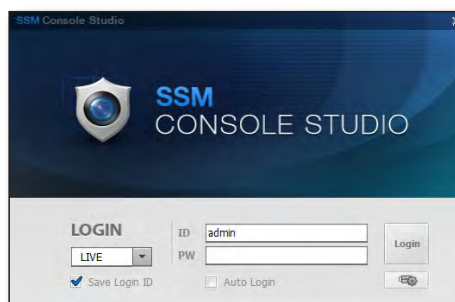 SSM Console Studio
SSM
CONSOLE STUDIO
LOGIN
ID admin
Login
LIVE
PW
Save Login ID
Auto Login